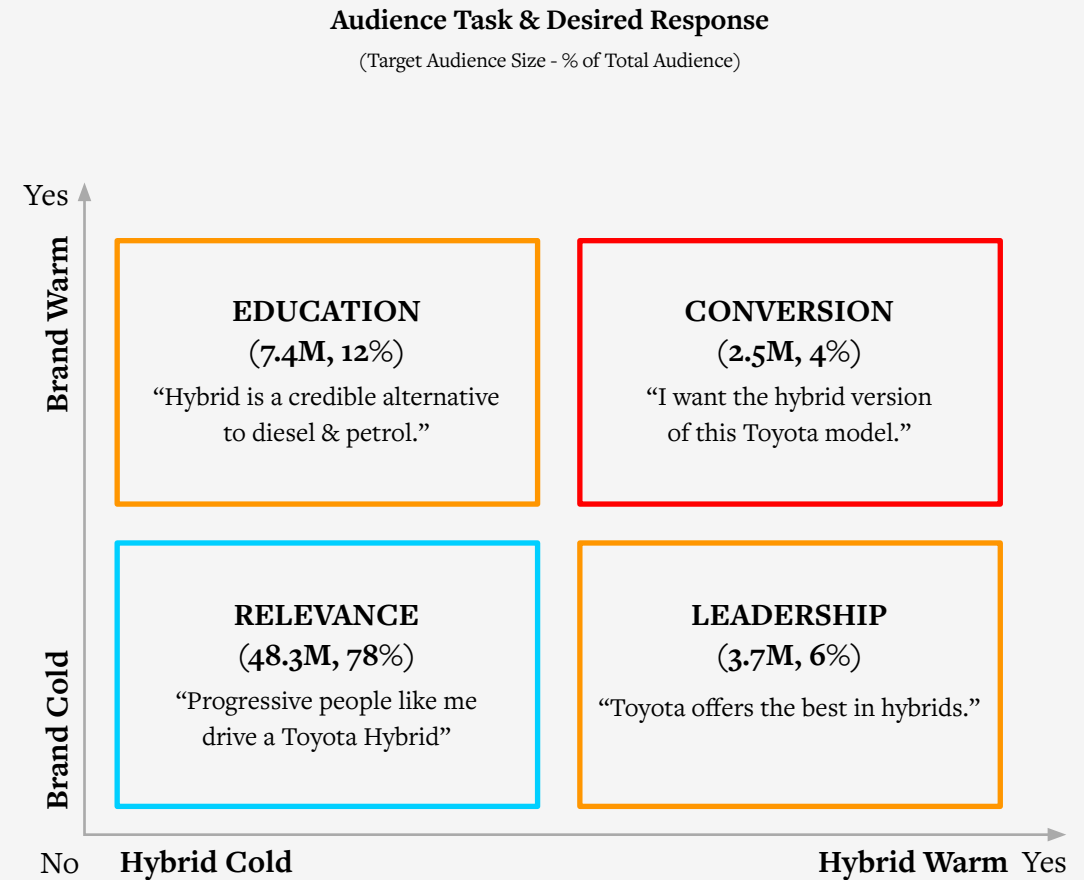 Audience Task & Desired Response
(Target Audience Size - % of Total Audience)
Yes
Brand Warm
EDUCATION
(7.4M, 12%)
“Hybrid is a credible alternative
to diesel & petrol.”
CONVERSION
(2.5M, 4%)
“I want the hybrid version
of this Toyota model.”
Brand Cold
RELEVANCE
(48.3M, 78%)
“Progressive people like me
drive a Toyota Hybrid”
LEADERSHIP
(3.7M, 6%)
“Toyota offers the best in hybrids.”
No
Hybrid Cold
Hybrid Warm
Yes